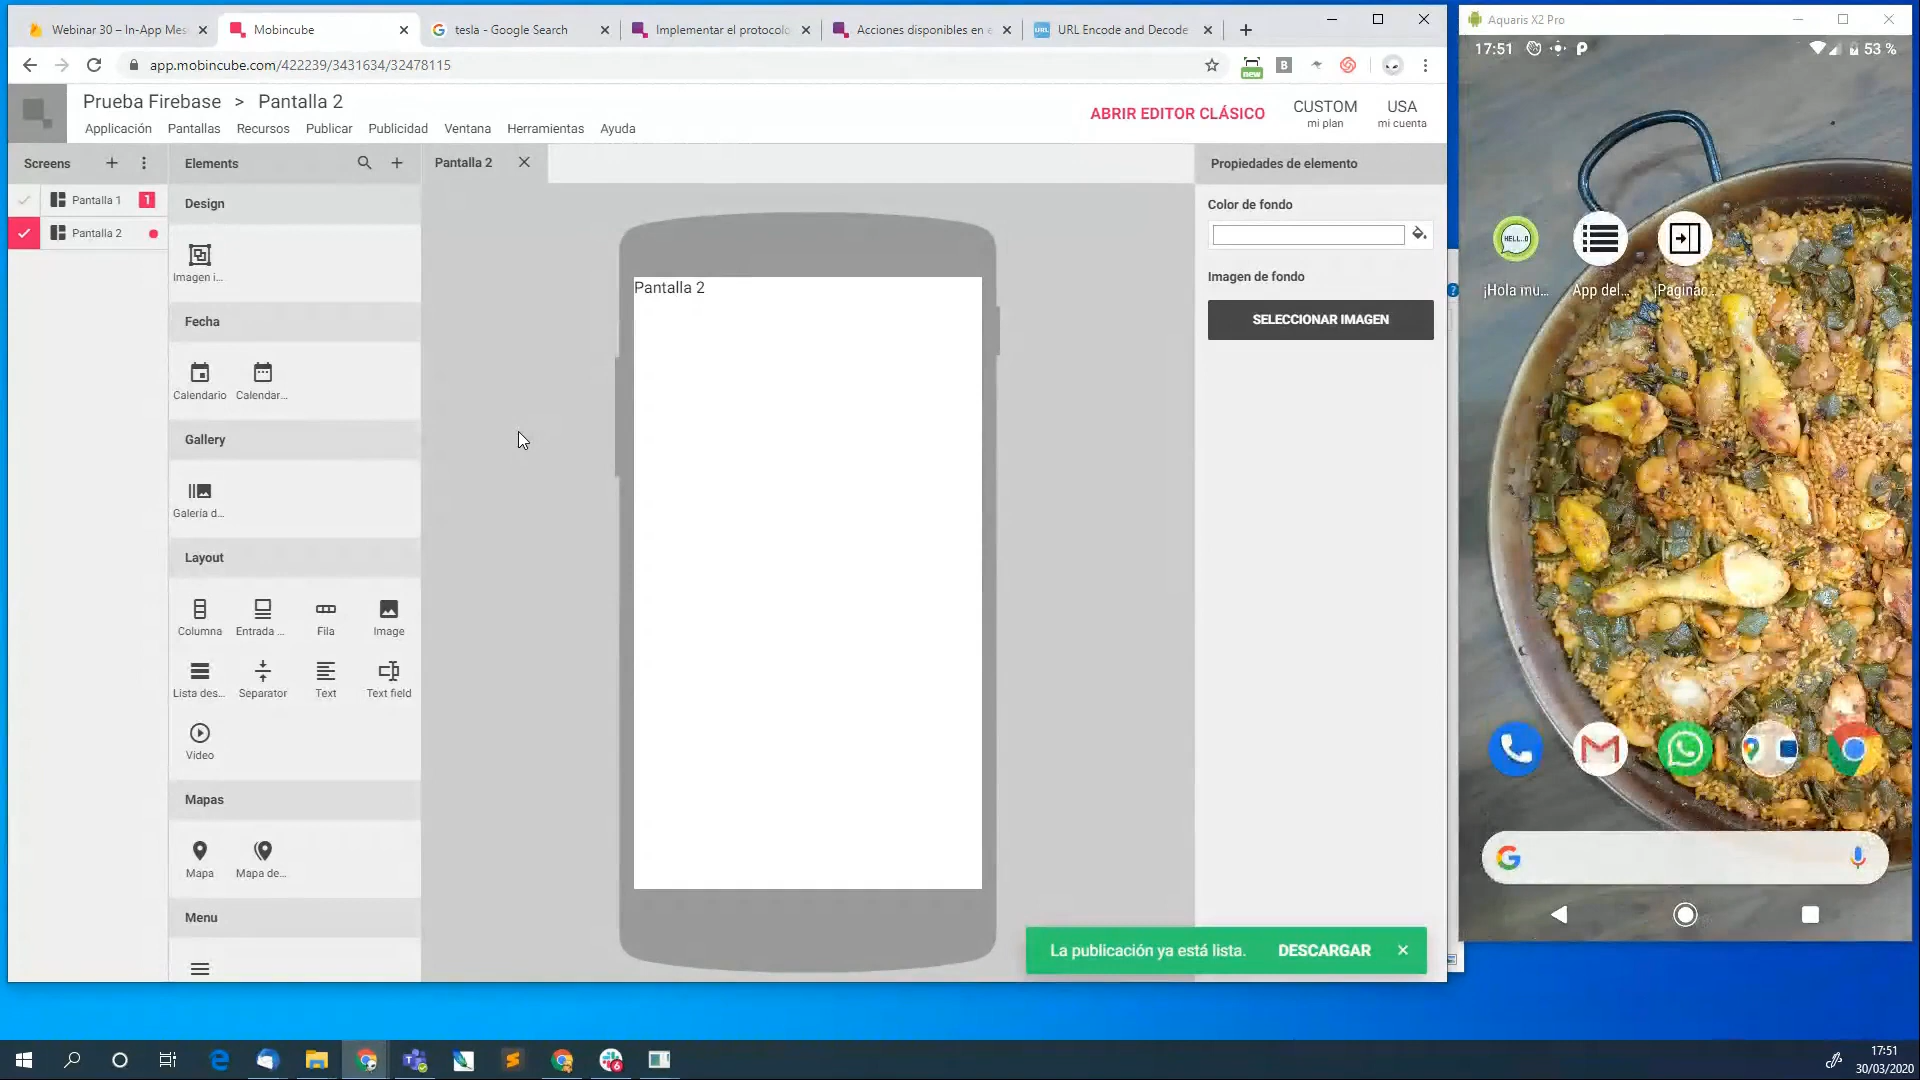 Webinar 30 – In-App Mes
Mobincube
tesla - Google Search
Implementar el protocolo
Acciones disponibles en e
URL Encode and Decode
app.mobincube.com/422239/3431634/32478115
new
B
Prueba Firebase > Pantalla 2
ABRIR EDITOR CLÁSICO
CUSTOM
mi plan
USA
mi cuenta
Aplicación
Pantallas
Recursos
Publicar
Publicidad
Ventana
Herramientas
Ayuda
Screens
Pantalla 1
1
Pantalla 2
Elements
Design
Imagen i...
Fecha
Calendario
Calendar...
Gallery
Galería d...
Layout
Columna
Entrada ...
Fila
Image
Lista des...
Separator
Text
Text field
Video
Mapas
Mapa
Mapa de...
Menu
Pantalla 2
Pantalla 2
Propiedades de elemento
Color de fondo
Imagen de fondo
SELECCIONAR IMAGEN
La publicación ya está lista.
DESCARGAR
Aquaris X2 Pro
17:51
53 %
HELL..O
¡Hola mu...
App del...
¡Paginac...
17:51
30/03/2020